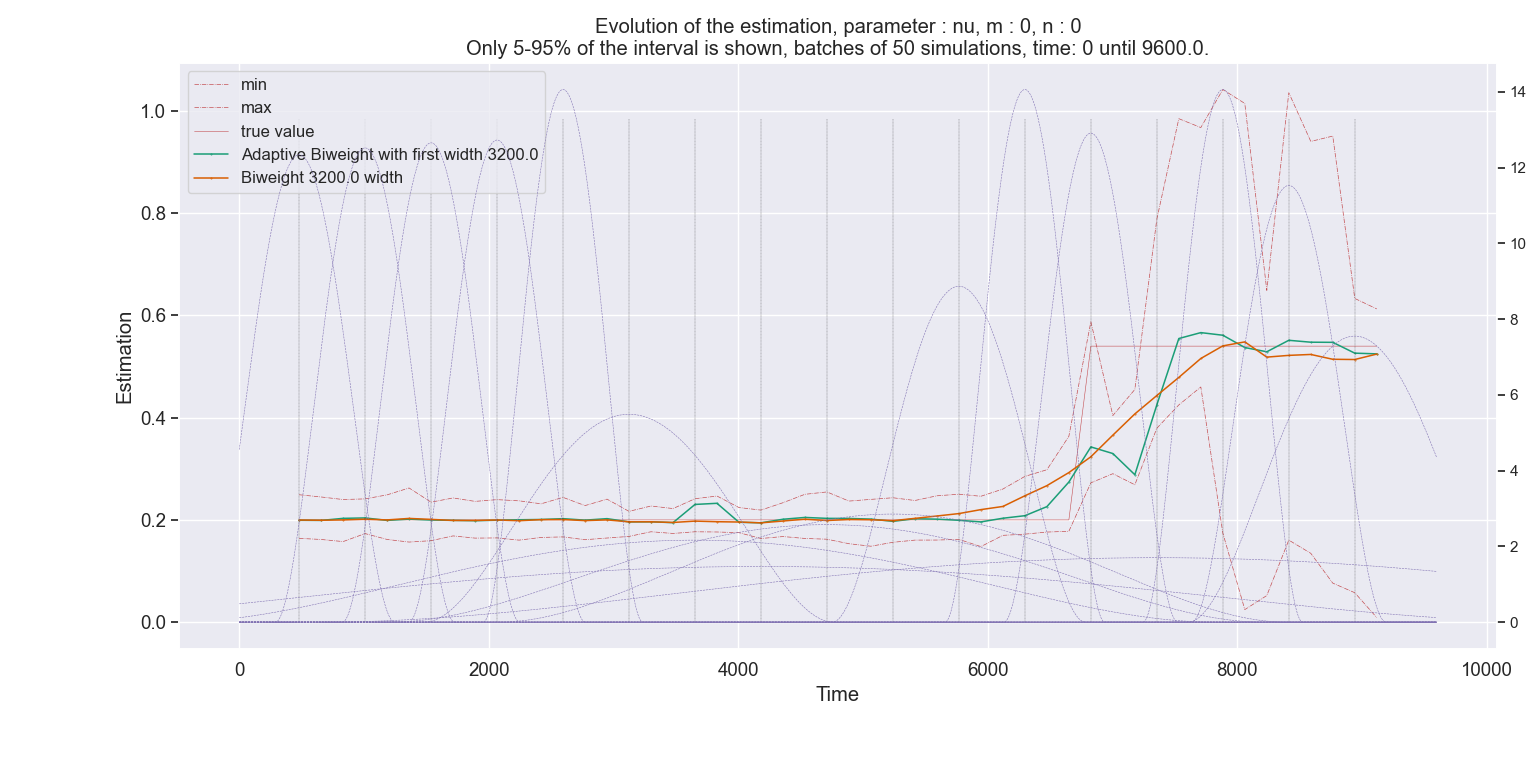 Evolution of the estimation, parameter : nu, m : 0, n : 0
Only 5-95% of the interval is shown, batches of 50 simulations, time: 0 until 9600.0.
min
max
true value
Adaptive Biweight with first width 3200.0
Biweight 3200.0 width
Estimation
1.0
0.8
0.6
0.4
0.2
0.0
14
12
10
8
6
4
2
0
0 2000 4000 6000 8000 10000
Time